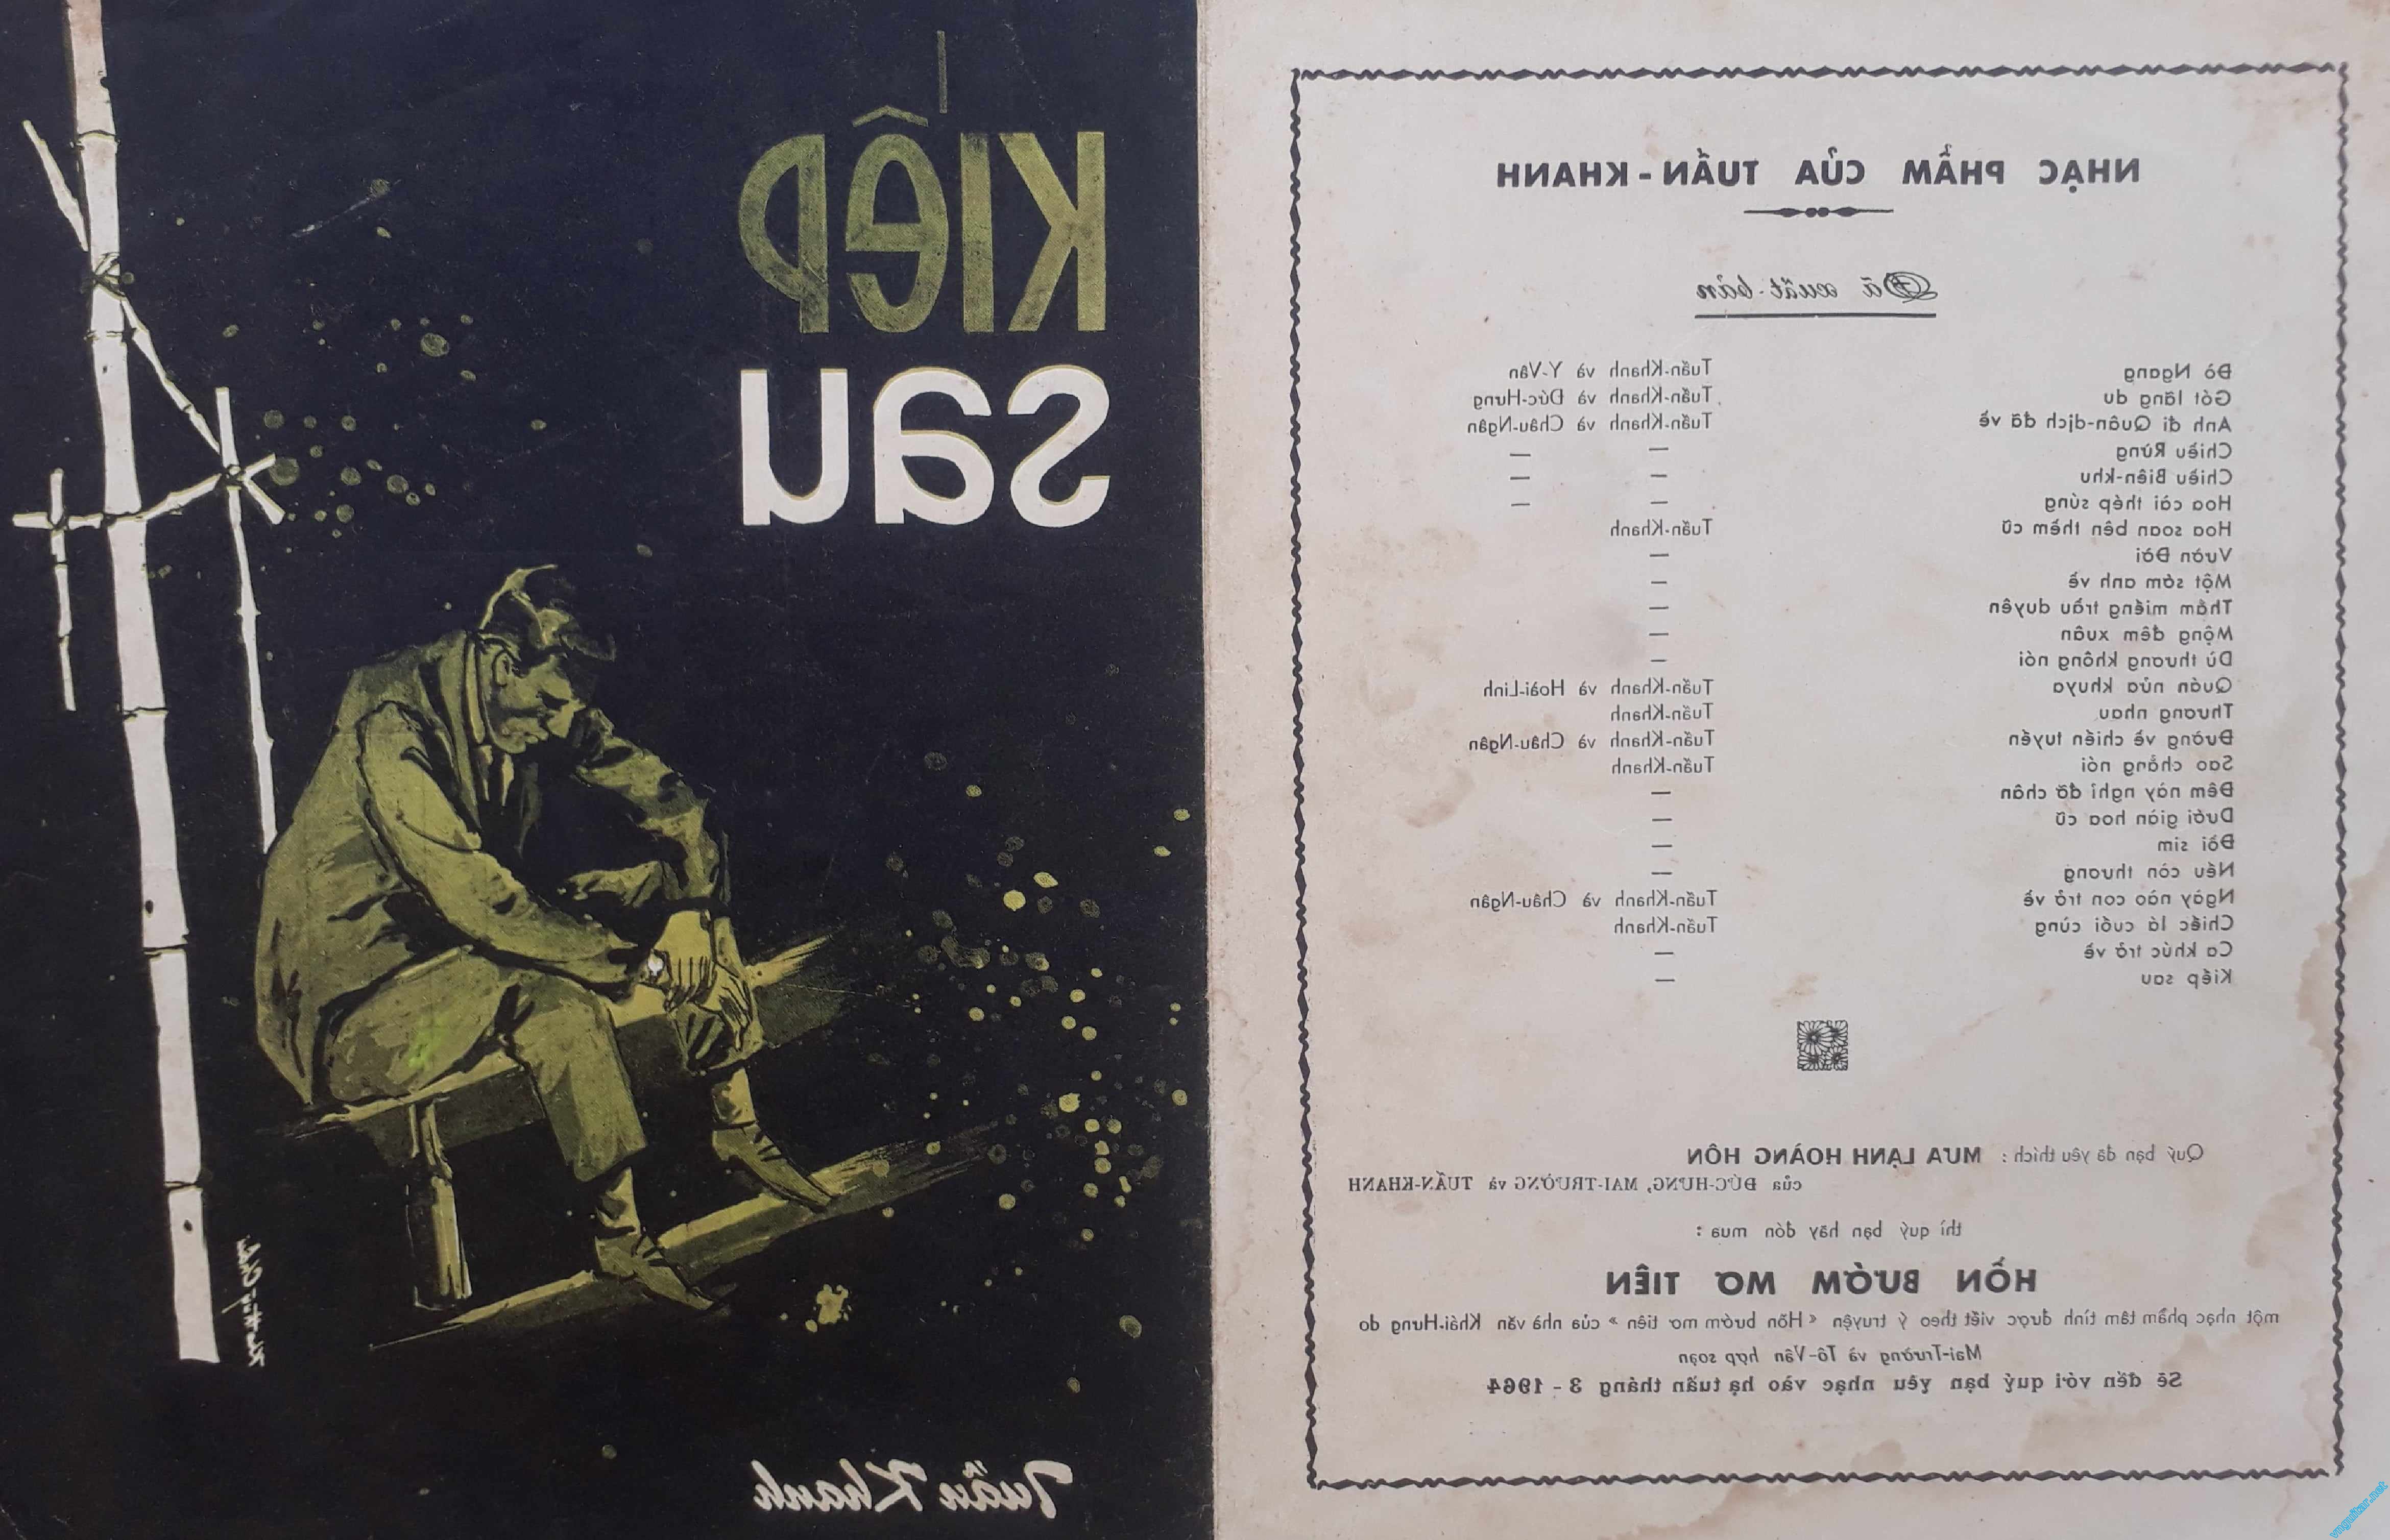 KIẾP
sau
Tuấn Khanh
NHẠC PHẨM CỦA TUẤN-KHANH
Đã xuất-bản
Đò Ngang Tuấn-Khanh và Y-Vân
Gót lãng du Tuấn-Khanh và Đức-Hưng
Anh đi Quân-dịch đã về Tuấn-Khanh và Châu-Ngân
Chiều Rừng — —
Chiều Biên-khu — —
Hoa cài thép súng — —
Hoa soan bên thềm cũ Tuấn-Khanh
Vươn Đời —
Một sớm anh về —
Thắm miếng trầu duyên —
Mộng đêm xuân —
Dù thương không nói —
Quán nửa khuya Tuấn-Khanh và Hoài-Linh
Thương nhau Tuấn-Khanh
Đường về chiến tuyến Tuấn-Khanh và Châu-Ngân
Sao chẳng nói Tuấn-Khanh
Đêm này nghỉ đỡ chân —
Dưới giàn hoa cũ —
Đồi sim —
Nếu còn thương —
Ngày nào con trở về Tuấn-Khanh và Châu-Ngân
Chiếc lá cuối cùng Tuấn-Khanh
Ca khúc trở về —
Kiếp sau —
Quý bạn đã yêu thích : MƯA LẠNH HOÀNG HÔN
của ĐỨC-HƯNG, MAI-TRƯỜNG và TUẤN-KHANH
thì quý bạn hãy đón mua :
HỒN BƯỚM MƠ TIÊN
một nhạc phẩm tâm tình được viết theo ý truyện « Hồn bướm mơ tiên » của nhà văn Khái-Hưng do
Mai-Trường và Tô-Vân hợp soạn
Sẽ đến với quý bạn yêu nhạc vào hạ tuần tháng 3 - 1964
vnguitar.net